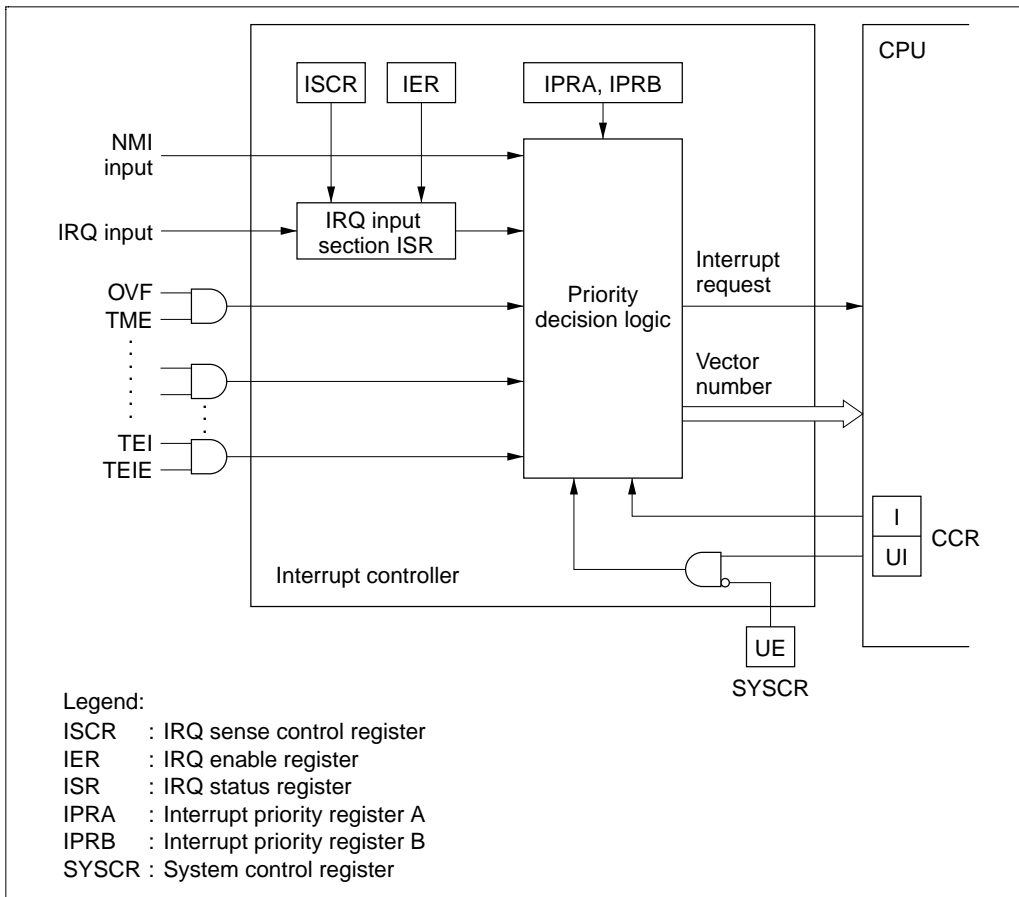 CPU
ISCR
IER
IPRA, IPRB
NMI
input
IRQ input
IRQ input
section ISR
OVF
TME
Priority
decision logic
Interrupt
request
Vector
number
TEI
TEIE
I
UI
CCR
Interrupt controller
UE
SYSCR
Legend:
ISCR : IRQ sense control register
IER : IRQ enable register
ISR : IRQ status register
IPRA : Interrupt priority register A
IPRB : Interrupt priority register B
SYSCR : System control register